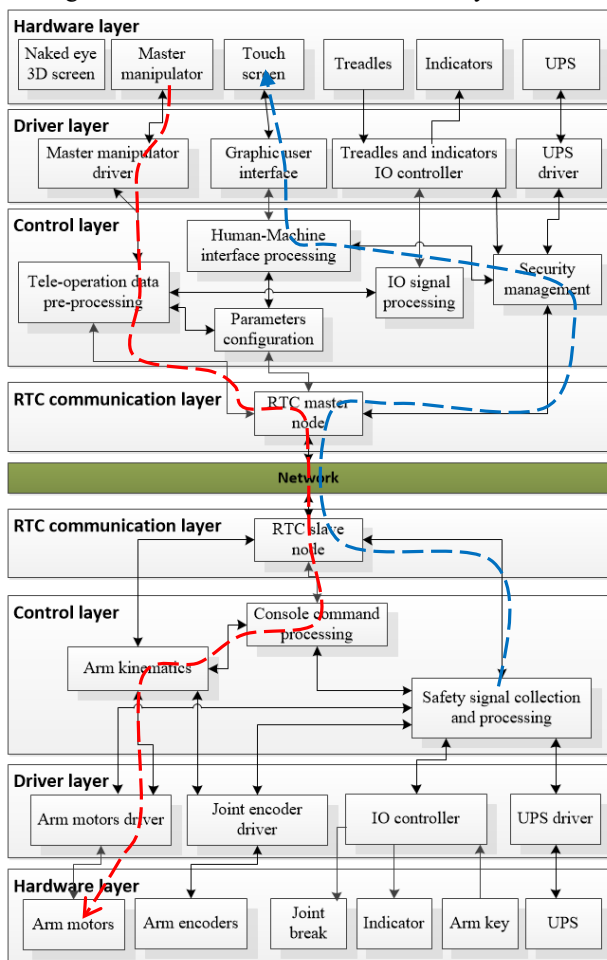 Hardware layer
Naked eye
3D screen
Master
manipulator
Touch
screen
Treadles
Indicators
UPS
Driver layer
Master manipulator
driver
Graphic user
interface
Treadles and indicators
IO controller
UPS
driver
Control layer
Human-Machine
interface processing
Tele-operation data
pre-processing
IO signal
processing
Security
management
Parameters
configuration
RTC communication layer
RTC master
node
Network
RTC communication layer
RTC slave
node
Control layer
Console command
processing
Arm kinematics
Safety signal collection
and processing
Driver layer
Arm motors driver
Joint encoder
driver
IO controller
UPS driver
Hardware layer
Arm motors
Arm encoders
Joint
break
Indicator
Arm key
UPS